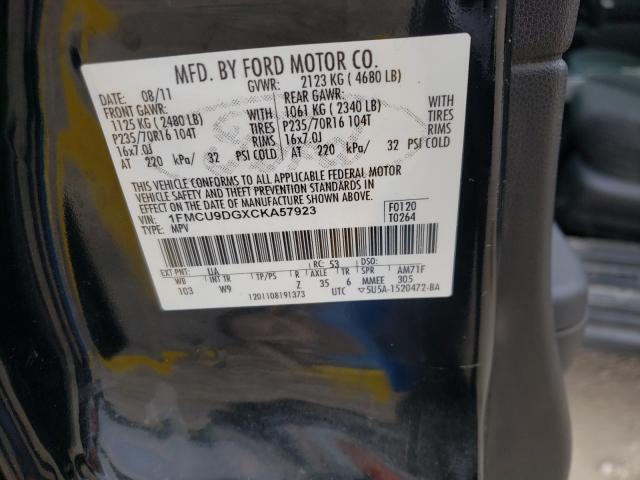 MFD. BY FORD MOTOR CO.
DATE: 08/11 GVWR: 2123 KG ( 4680 LB)
FRONT GAWR: REAR GAWR:
1125 KG ( 2480 LB) WITH 1061 KG ( 2340 LB) WITH
P235/70R16 104T TIRES P235/70R16 104T TIRES
16x7.0J RIMS 16x7.0J RIMS
AT 220 kPa/ 32 PSI COLD AT 220 kPa/ 32 PSI COLD
THIS VEHICLE CONFORMS TO ALL APPLICABLE FEDERAL MOTOR
VEHICLE SAFETY AND THEFT PREVENTION STANDARDS IN
EFFECT ON THE DATE OF MANUFACTURE SHOWN ABOVE.
VIN: 1FMCU9DGXCKA57923 F0120
TYPE: MPV T0264
EXT PNT: UA RC: 53 DSO:
WB INT TR TP/PS R AXLE TR SPR AM71F
103 W9 Z 35 6 MMEE 305
1201108191373 UTC 5U5A-1520472-BA
Ford